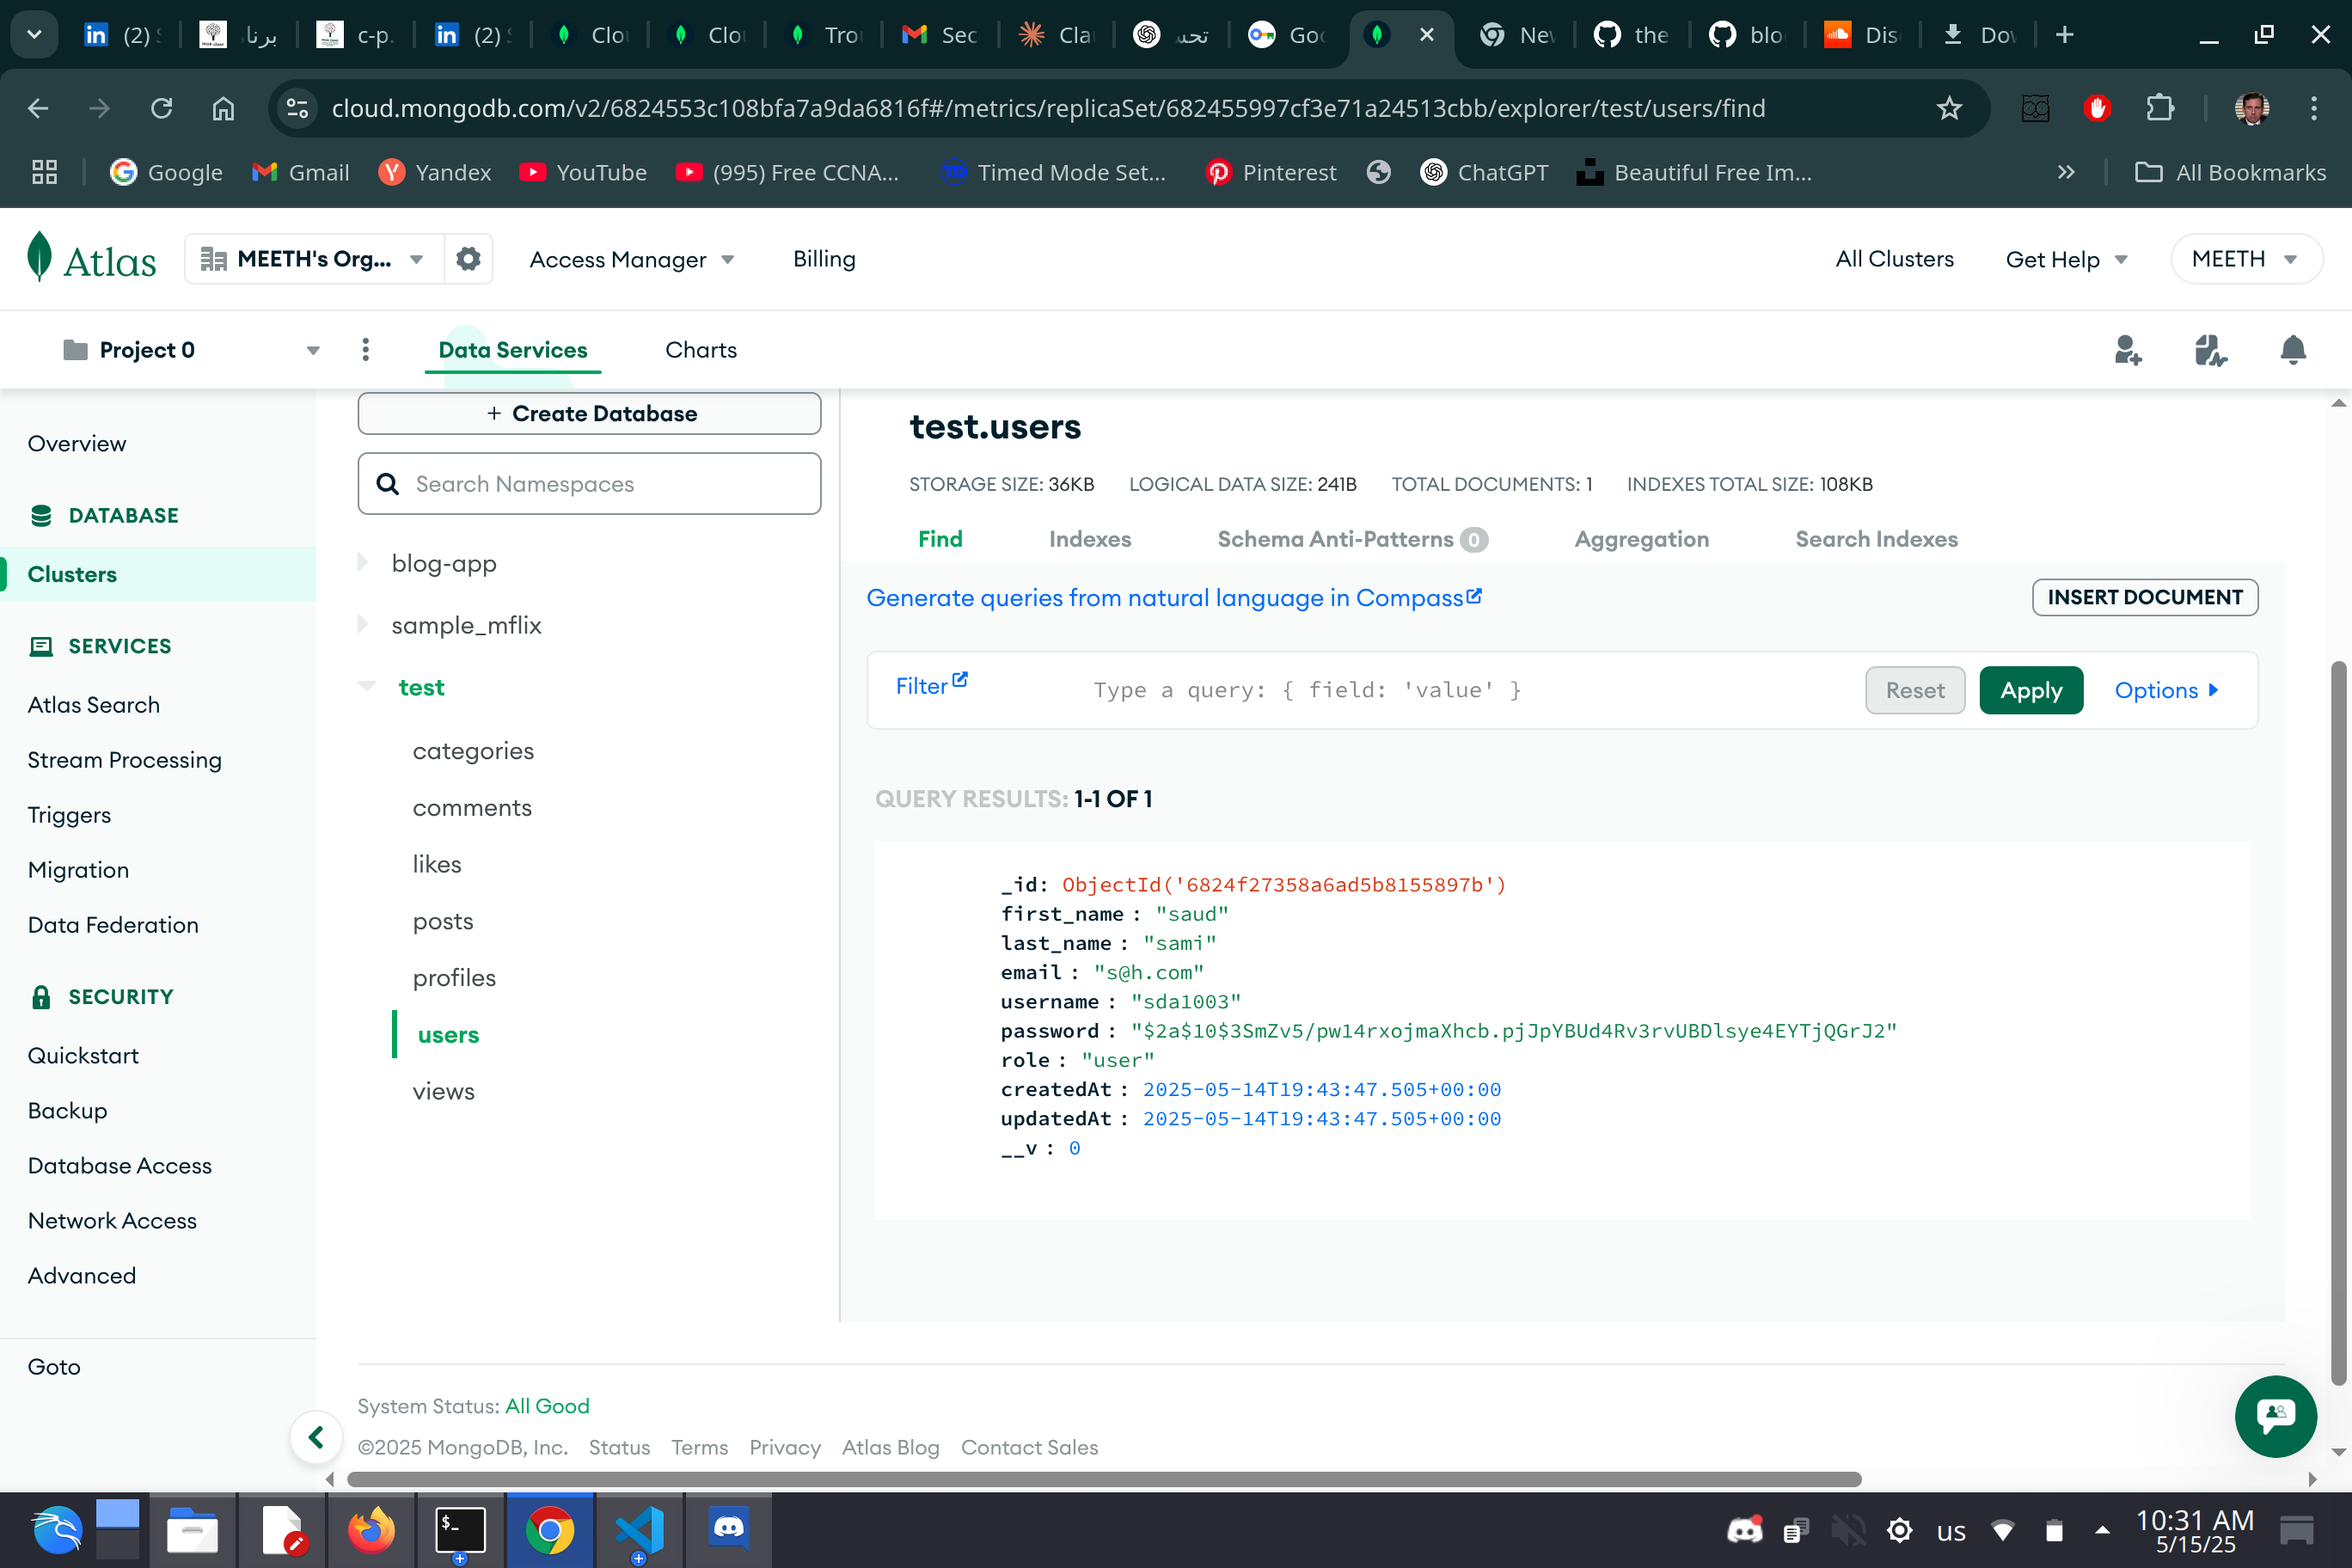 (2)
برنا
c-p.
(2)
Clo
Clo
Tro
Sec
Cla
تحس
Go
Ne
the
blo
Dis
Do
cloud.mongodb.com/v2/6824553c108bfa7a9da6816f#/metrics/replicaSet/682455997cf3e71a24513cbb/explorer/test/users/find
Google
Gmail
Yandex
YouTube
(995) Free CCNA...
Timed Mode Set...
Pinterest
ChatGPT
Beautiful Free Im...
All Bookmarks
Atlas
MEETH's Org...
Access Manager
Billing
All Clusters
Get Help
MEETH
Project 0
Data Services
Charts
Overview
DATABASE
Clusters
SERVICES
Atlas Search
Stream Processing
Triggers
Migration
Data Federation
SECURITY
Quickstart
Backup
Database Access
Network Access
Advanced
Goto
+ Create Database
Search Namespaces
blog-app
sample_mflix
test
categories
comments
likes
posts
profiles
users
views
test.users
STORAGE SIZE: 36KB LOGICAL DATA SIZE: 241B TOTAL DOCUMENTS: 1 INDEXES TOTAL SIZE: 108KB
Find
Indexes
Schema Anti-Patterns 0
Aggregation
Search Indexes
Generate queries from natural language in Compass
INSERT DOCUMENT
Filter
Type a query: { field: 'value' }
Reset
Apply
Options
QUERY RESULTS: 1-1 OF 1
_id: ObjectId('6824f27358a6ad5b8155897b')
first_name : "saud"
last_name : "sami"
email : "s@h.com"
username : "sda1003"
password : "$2a$10$3SmZv5/pw14rxojmaXhcb.pjJpYBUd4Rv3rvUBDlsye4EYTjQGrJ2"
role : "user"
createdAt : 2025-05-14T19:43:47.505+00:00
updatedAt : 2025-05-14T19:43:47.505+00:00
__v : 0
System Status: All Good
©2025 MongoDB, Inc. Status Terms Privacy Atlas Blog Contact Sales
us
10:31 AM
5/15/25